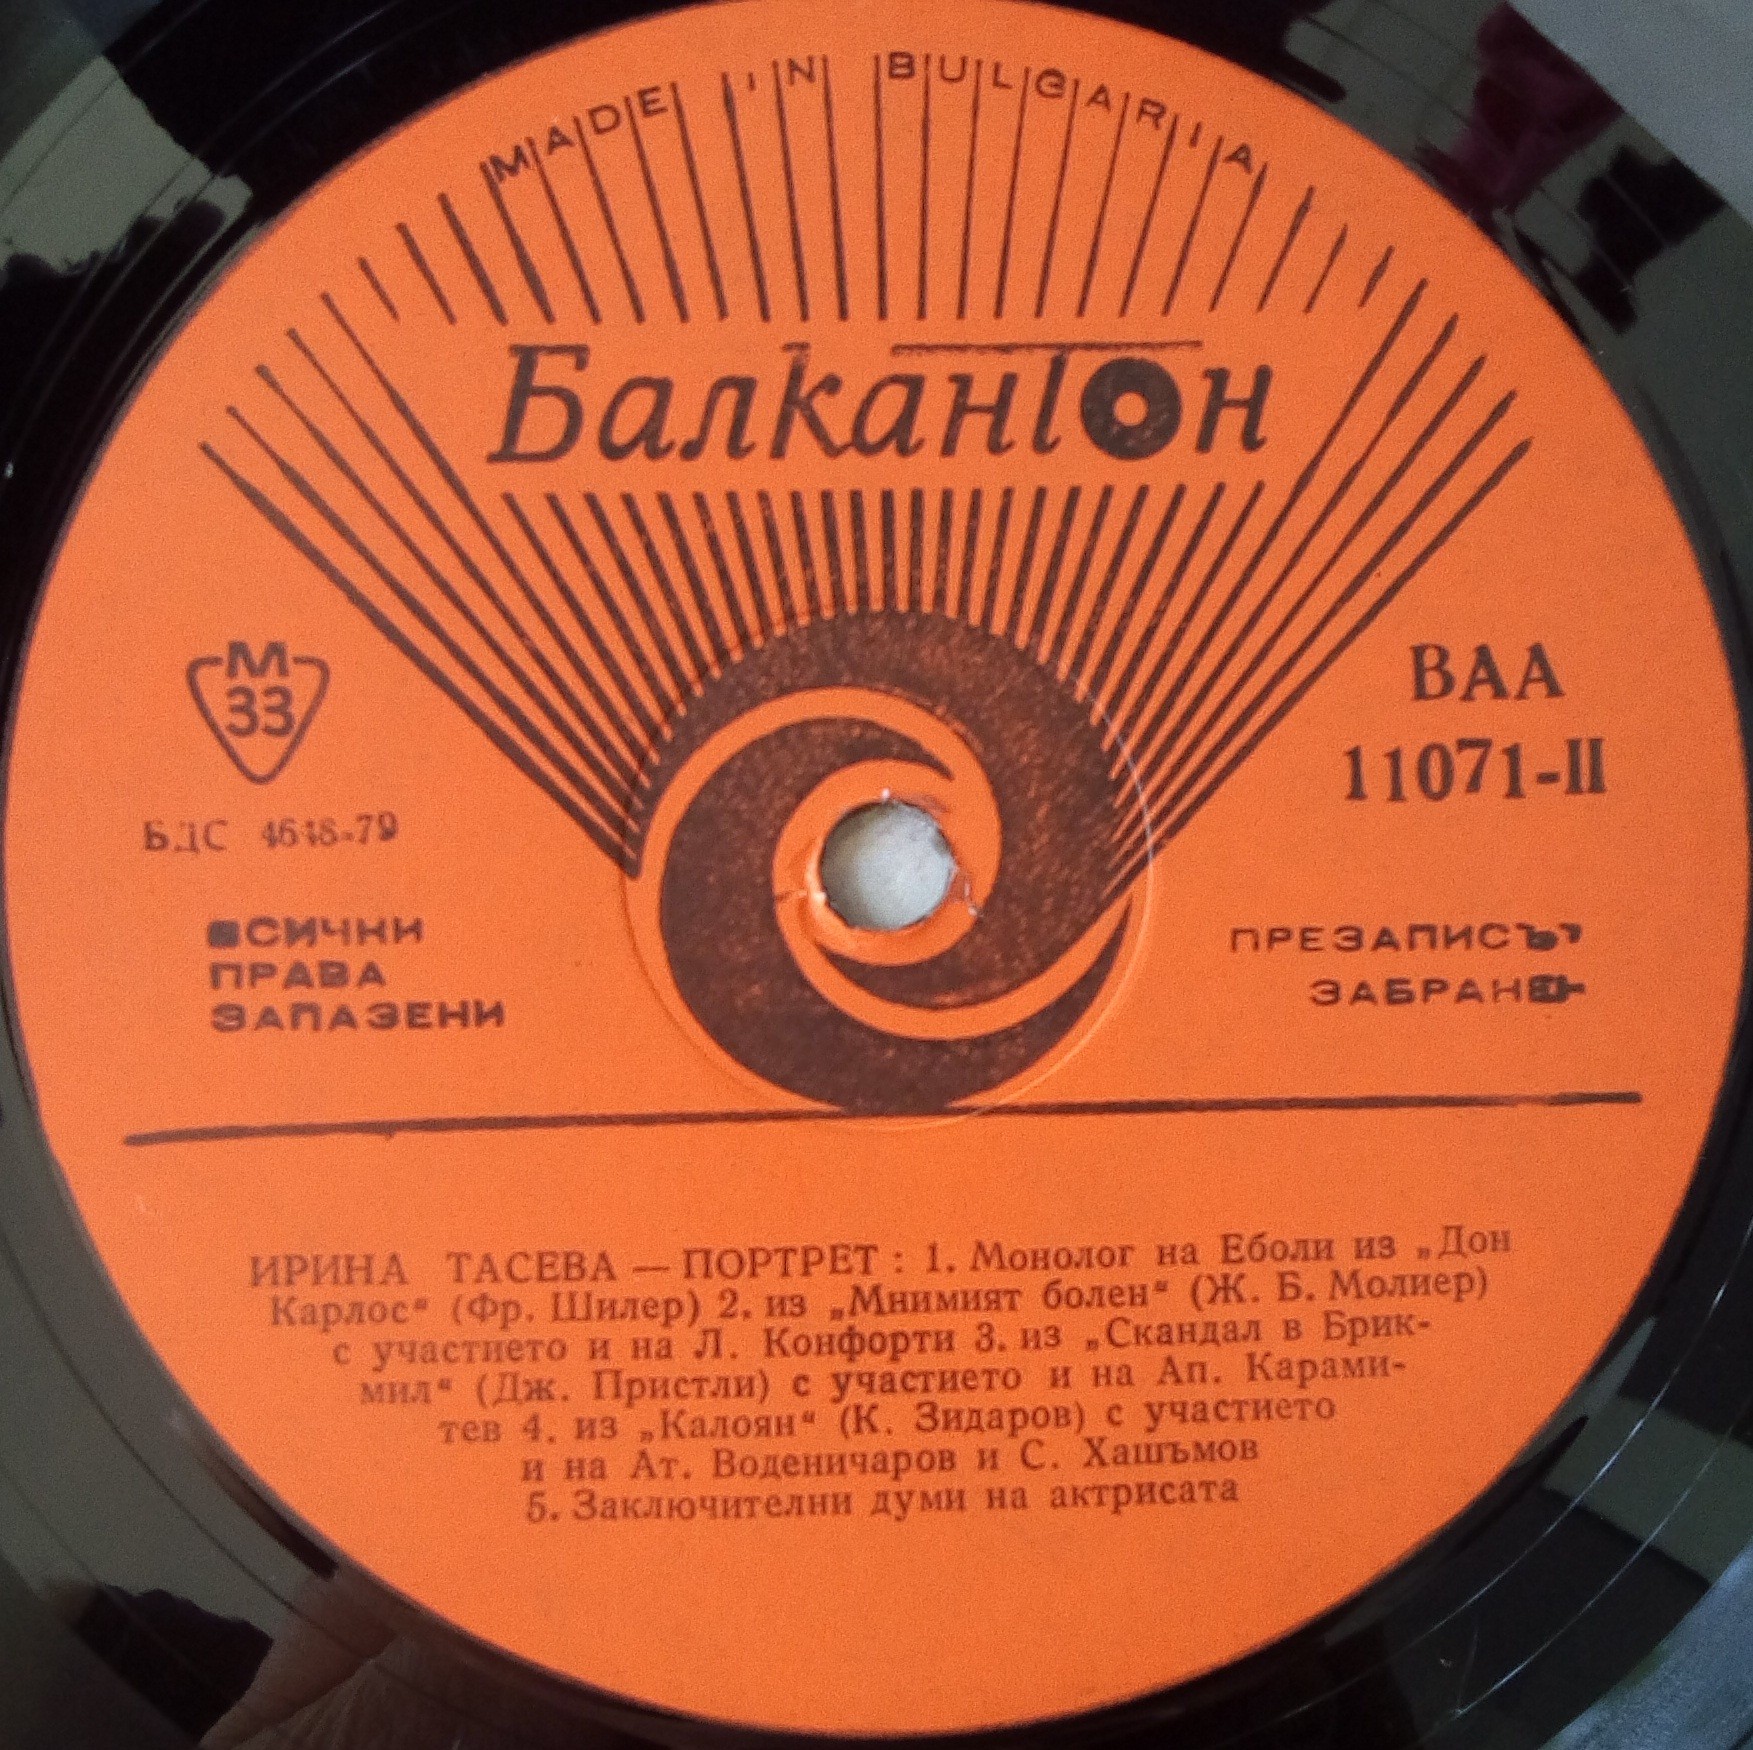 MADE IN BULGARIA
Балкантон
М
33
БДС 4648-79
ВСИЧКИ
ПРАВА
ЗАПАЗЕНИ
ВАА
11071-II
ПРЕЗАПИСЪТ
ЗАБРАНЕН
ИРИНА ТАСЕВА — ПОРТРЕТ : 1. Монолог на Еболи из „Дон
Карлос“ (Фр. Шилер) 2. из „Мнимият болен“ (Ж. Б. Молиер)
с участието и на Л. Конфорти 3. из „Скандал в Брик-
мил“ (Дж. Пристли) с участието и на Ап. Карами-
тев 4. из „Калоян“ (К. Зидаров) с участието
и на Ат. Воденичаров и С. Хашъмов
5. Заключителни думи на актрисата